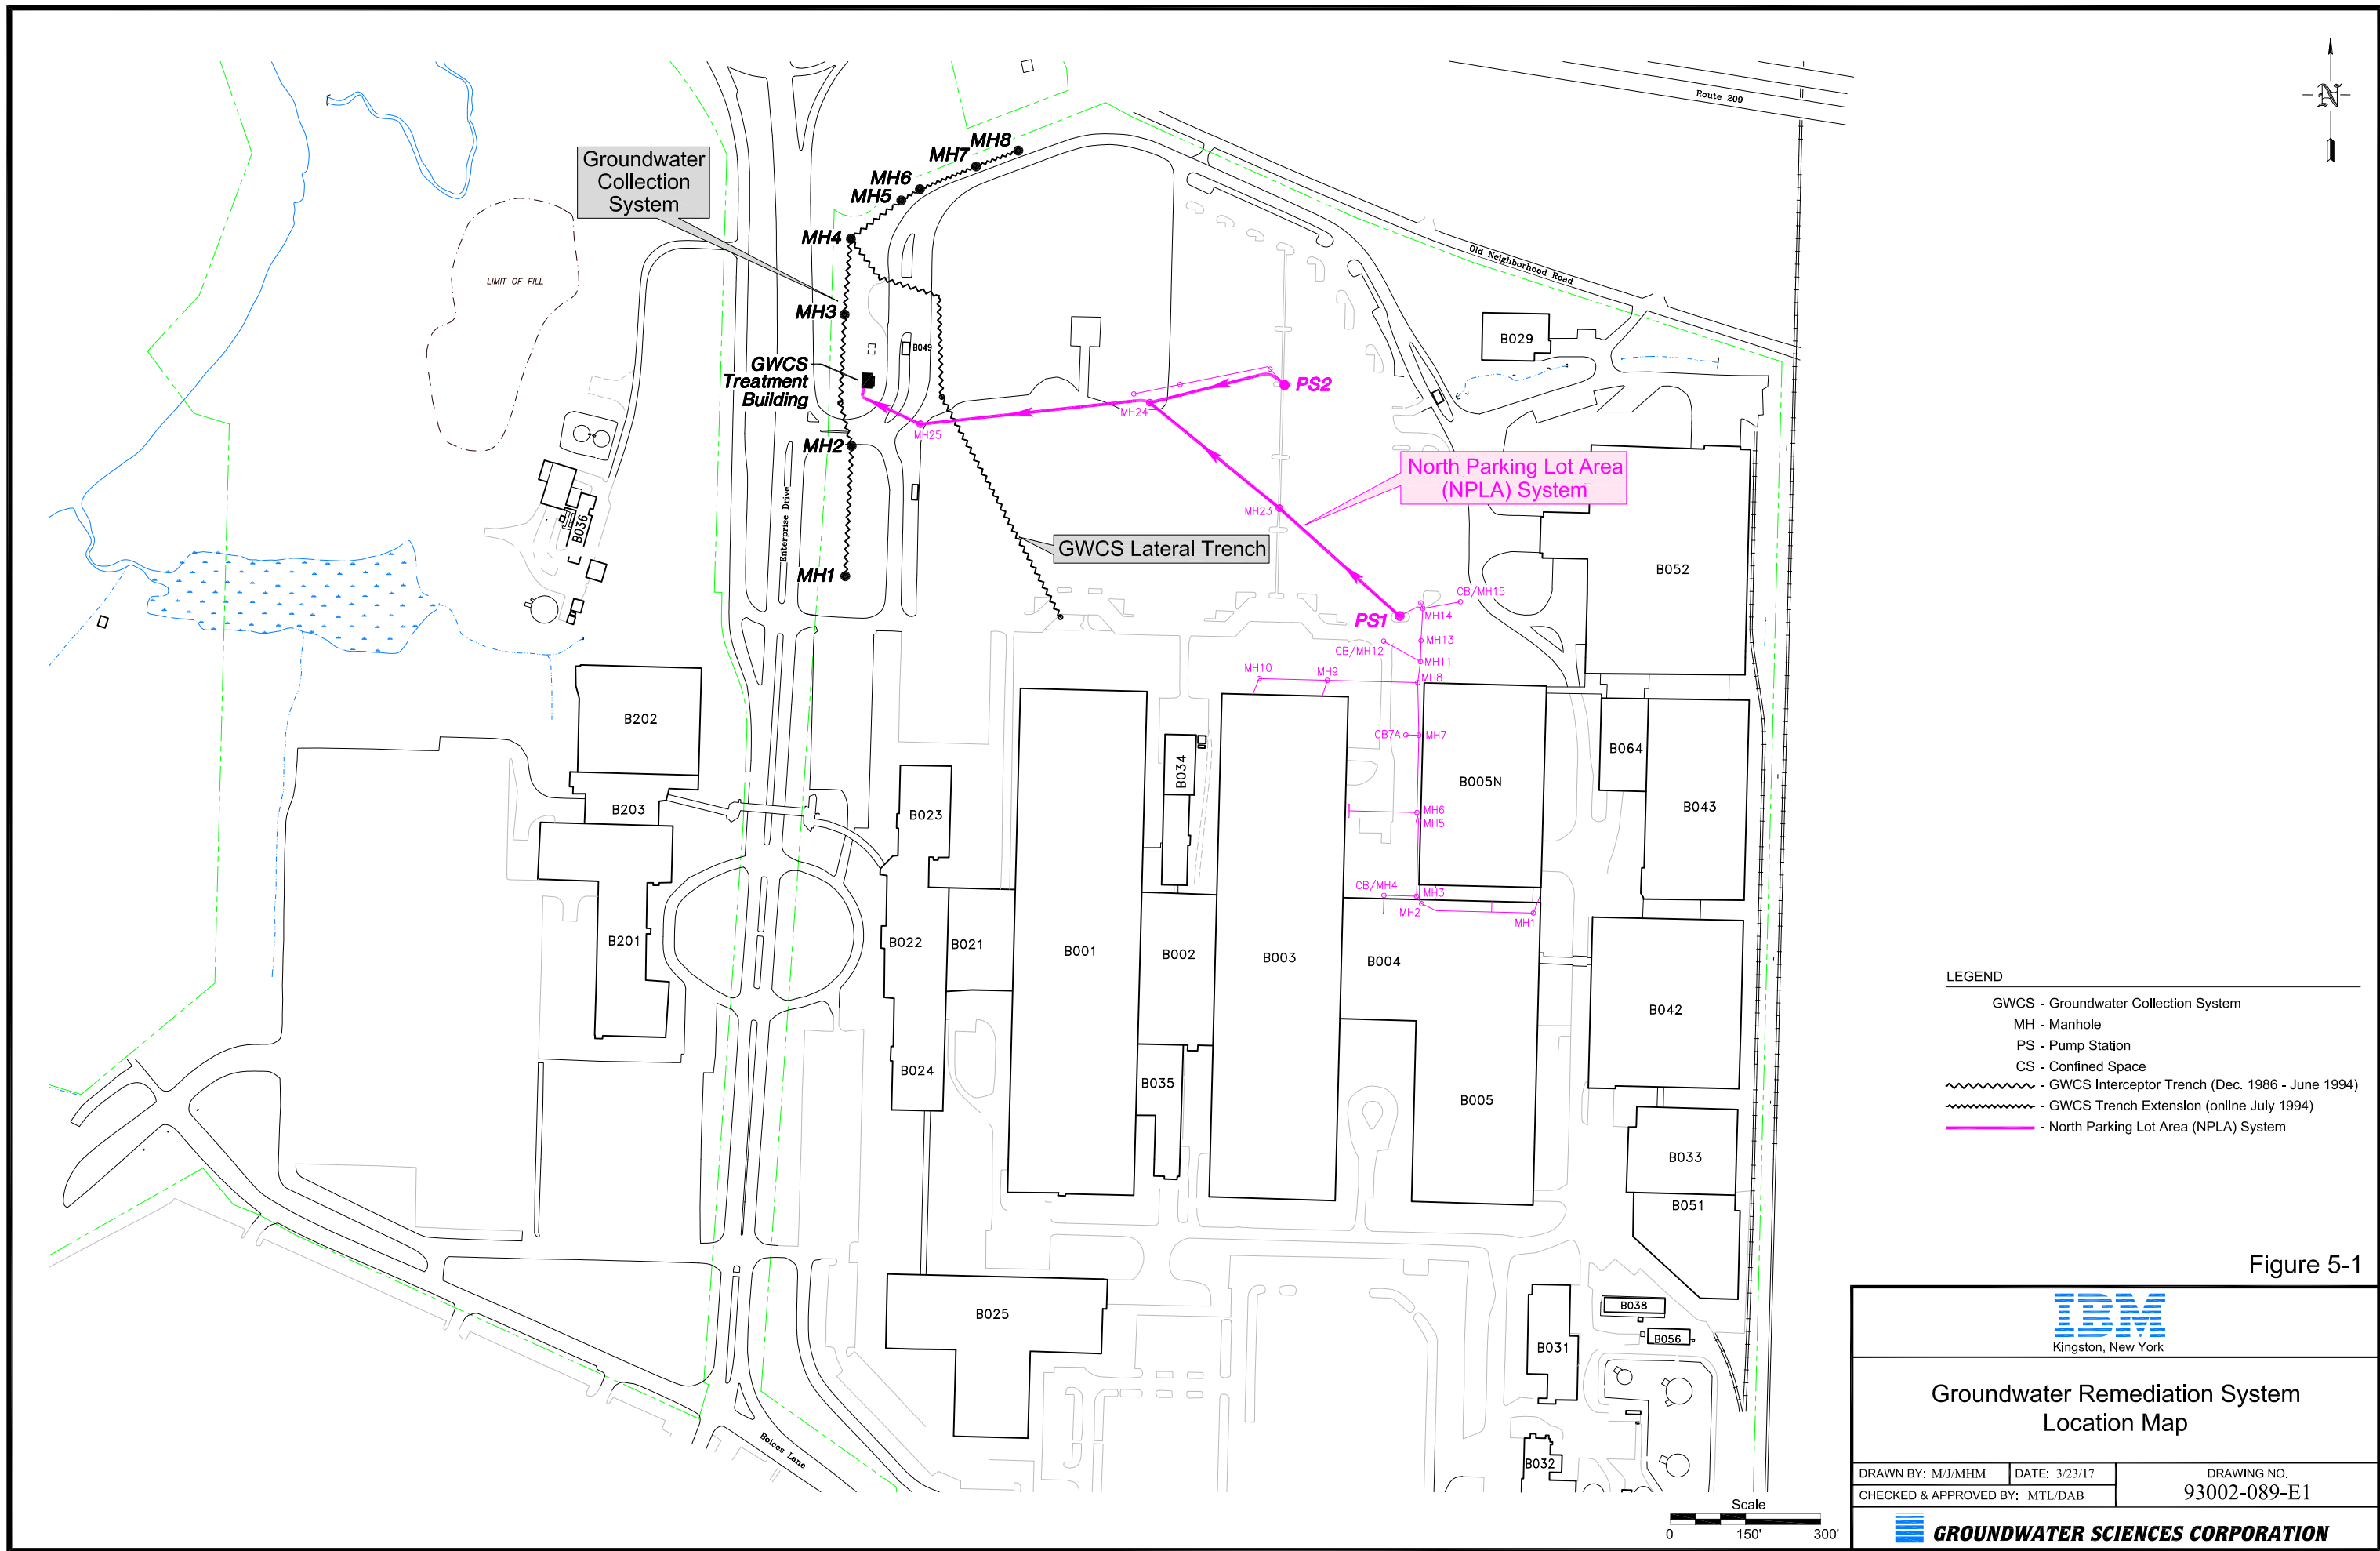 Route 209
N
Groundwater
Collection
System
MH8
MH7
MH6
MH5
MH4
MH3
Old Neighborhood Road
LIMIT OF FILL
B029
B049
GWCS
Treatment
Building
PS2
MH24
MH25
MH2
North Parking Lot Area
(NPLA) System
Enterprise Drive
B036
MH23
GWCS Lateral Trench
B052
MH1
CB/MH15
MH14
PS1
MH13
CB/MH12
MH11
MH10
MH9
MH8
B202
CB7A
MH7
B064
B034
B005N
B203
B023
MH6
MH5
B043
CB/MH4
MH3
MH2
MH1
B201
B022
B021
B001
B002
B003
B004
B042
B024
B035
B005
B033
B051
B025
B038
B056
B031
B032
Boices Lane
LEGEND
GWCS - Groundwater Collection System
MH - Manhole
PS - Pump Station
CS - Confined Space
- GWCS Interceptor Trench (Dec. 1986 - June 1994)
- GWCS Trench Extension (online July 1994)
- North Parking Lot Area (NPLA) System
Figure 5-1
IBM
Kingston, New York
Groundwater Remediation System
Location Map
DRAWN BY: M/J/MHM
DATE: 3/23/17
DRAWING NO.
CHECKED & APPROVED BY: MTL/DAB
93002-089-E1
GROUNDWATER SCIENCES CORPORATION
Scale
0 150' 300'